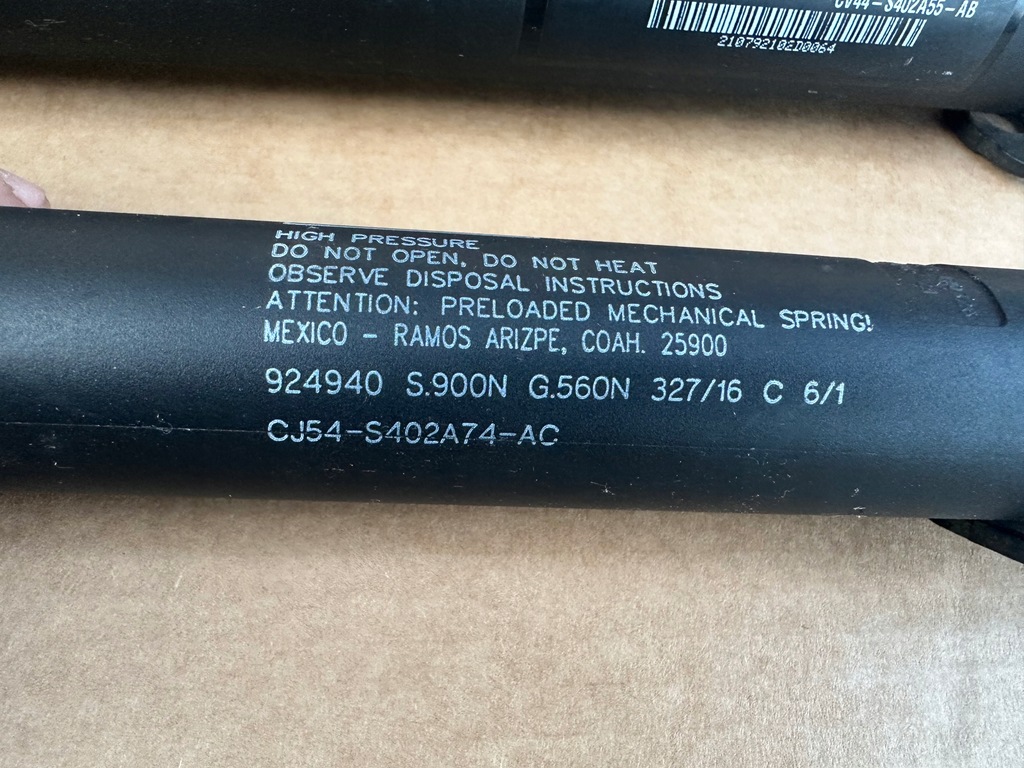 CV44-S402A55-AB
210792102D0064
HIGH PRESSURE
DO NOT OPEN, DO NOT HEAT
OBSERVE DISPOSAL INSTRUCTIONS
ATTENTION: PRELOADED MECHANICAL SPRING!
MEXICO - RAMOS ARIZPE, COAH. 25900
924940 S.900N G.560N 327/16 C 6/1
CJ54-S402A74-AC